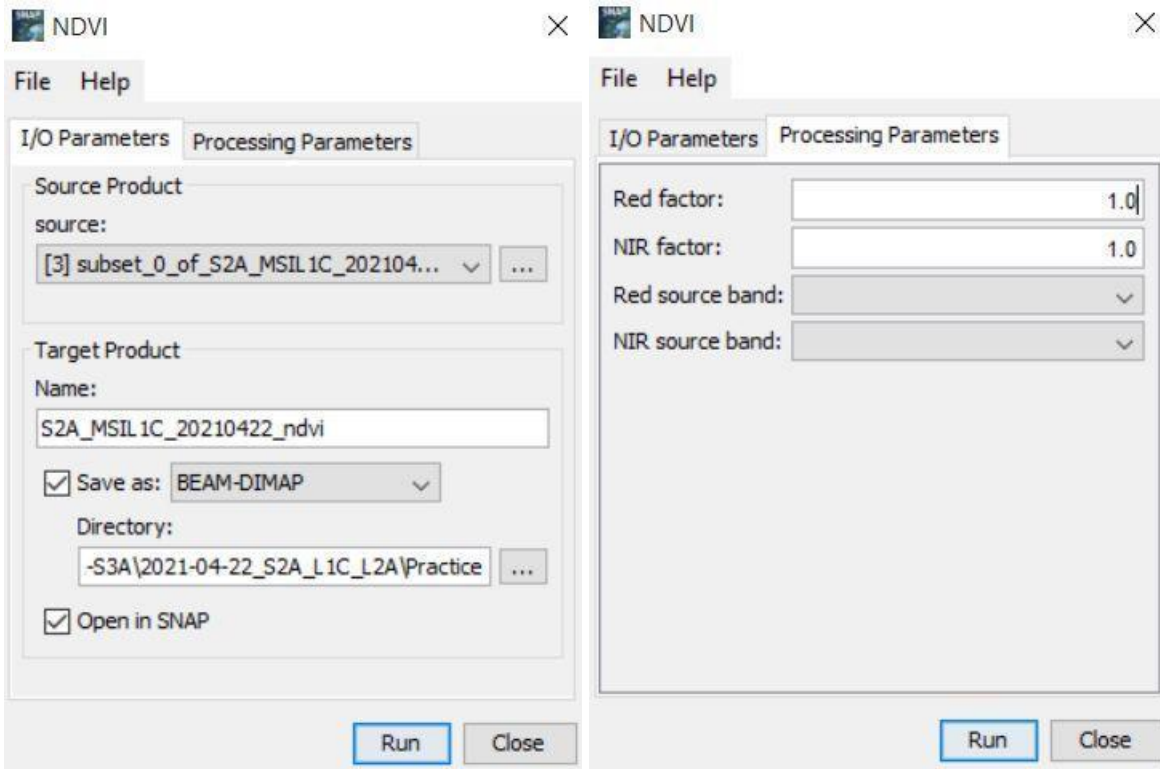 NDVI
File Help
I/O Parameters Processing Parameters
Source Product
source:
[3] subset_0_of_S2A_MSIL1C_202104... ...
Target Product
Name:
S2A_MSIL1C_20210422_ndvi
Save as: BEAM-DIMAP
Directory:
-S3A\2021-04-22_S2A_L1C_L2A\Practice ...
Open in SNAP
Run Close
NDVI
File Help
I/O Parameters Processing Parameters
Red factor: 1.0
NIR factor: 1.0
Red source band:
NIR source band:
Run Close